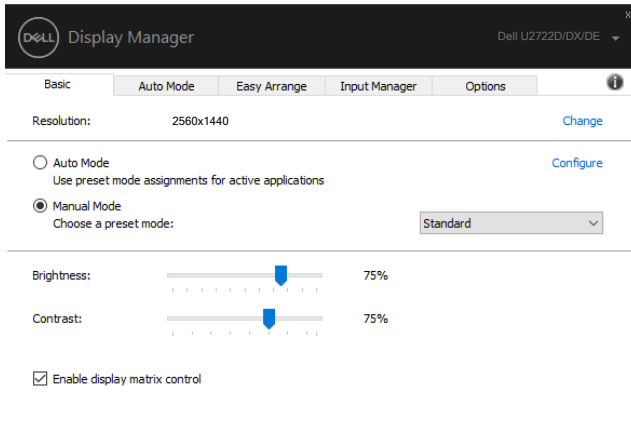 x
DELL Display Manager Dell U2722D/DX/DE
Basic Auto Mode Easy Arrange Input Manager Options i
Resolution: 2560x1440 Change
Auto Mode Configure
Use preset mode assignments for active applications
Manual Mode
Choose a preset mode: Standard
Brightness: 75%
Contrast: 75%
Enable display matrix control